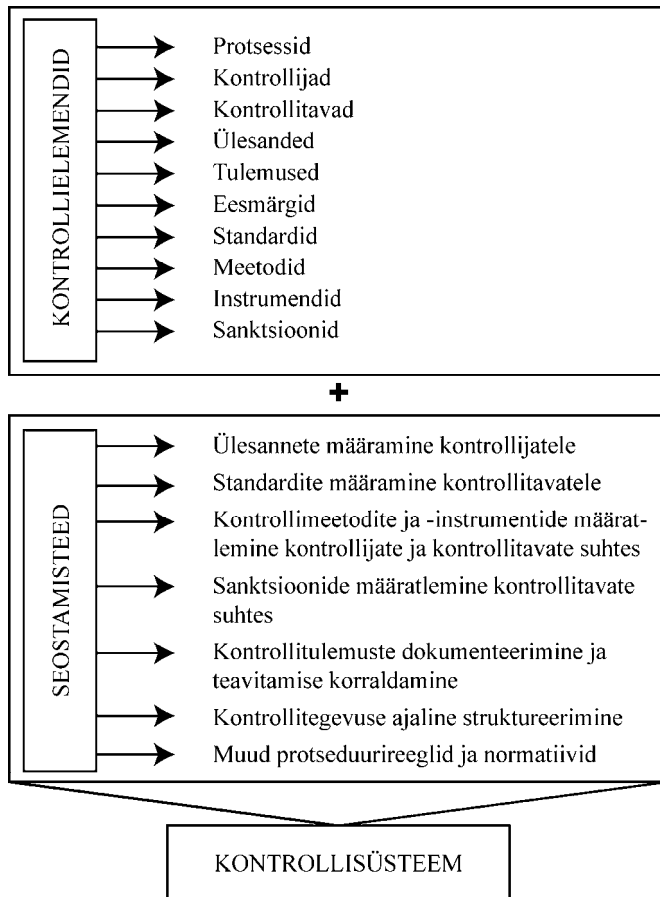 KONTROLLIELEMENDID
Protsessid
Kontrollijad
Kontrollitavad
Ülesanded
Tulemused
Eesmärgid
Standardid
Meetodid
Instrumendid
Sanktsioonid
+
SEOSTAMISTEED
Ülesannete määramine kontrollijatele
Standardite määramine kontrollitavatele
Kontrollimeetodite ja -instrumentide määrat-
lemine kontrollijate ja kontrollitavate suhtes
Sanktsioonide määratlemine kontrollitavate
suhtes
Kontrollitulemuste dokumenteerimine ja
teavitamise korraldamine
Kontrollitegevuse ajaline struktureerimine
Muud protseduurireeglid ja normatiivid
KONTROLLISÜSTEEM